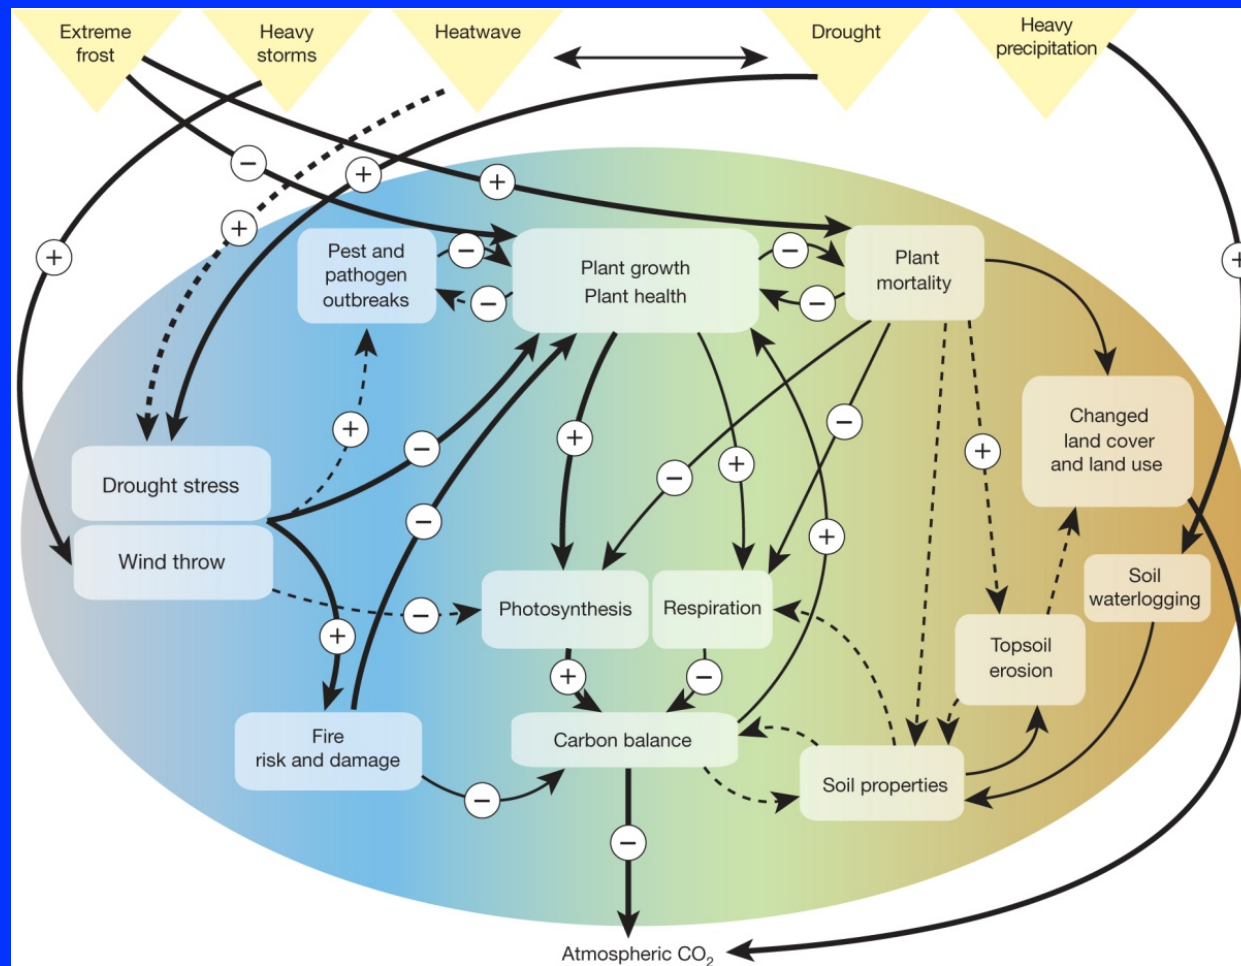 Extreme
frost
Heavy
storms
Heatwave
Drought
Heavy
precipitation
−
+
+
+
+
+
Pest and
pathogen
outbreaks
−
−
Plant growth
Plant health
−
−
Plant
mortality
+
−
+
+
−
−
+
Changed
land cover
and land use
Drought stress
Wind throw
−
+
Soil
waterlogging
−
Photosynthesis
Respiration
+
Topsoil
erosion
+
−
Fire
risk and damage
Carbon balance
Soil properties
−
−
Atmospheric CO₂